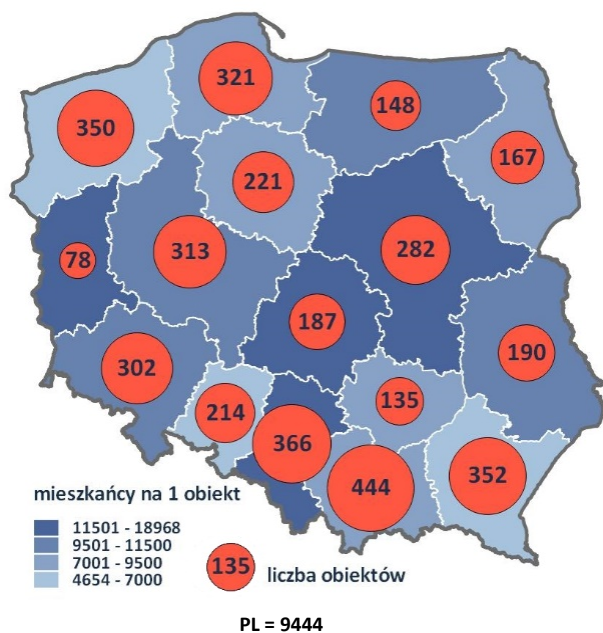 321
148
350
167
221
313
282
78
187
190
302
135
214
366
352
444
mieszkańcy na 1 obiekt
11501 - 18968
9501 - 11500
7001 - 9500
4654 - 7000
135
liczba obiektów
PL = 9444